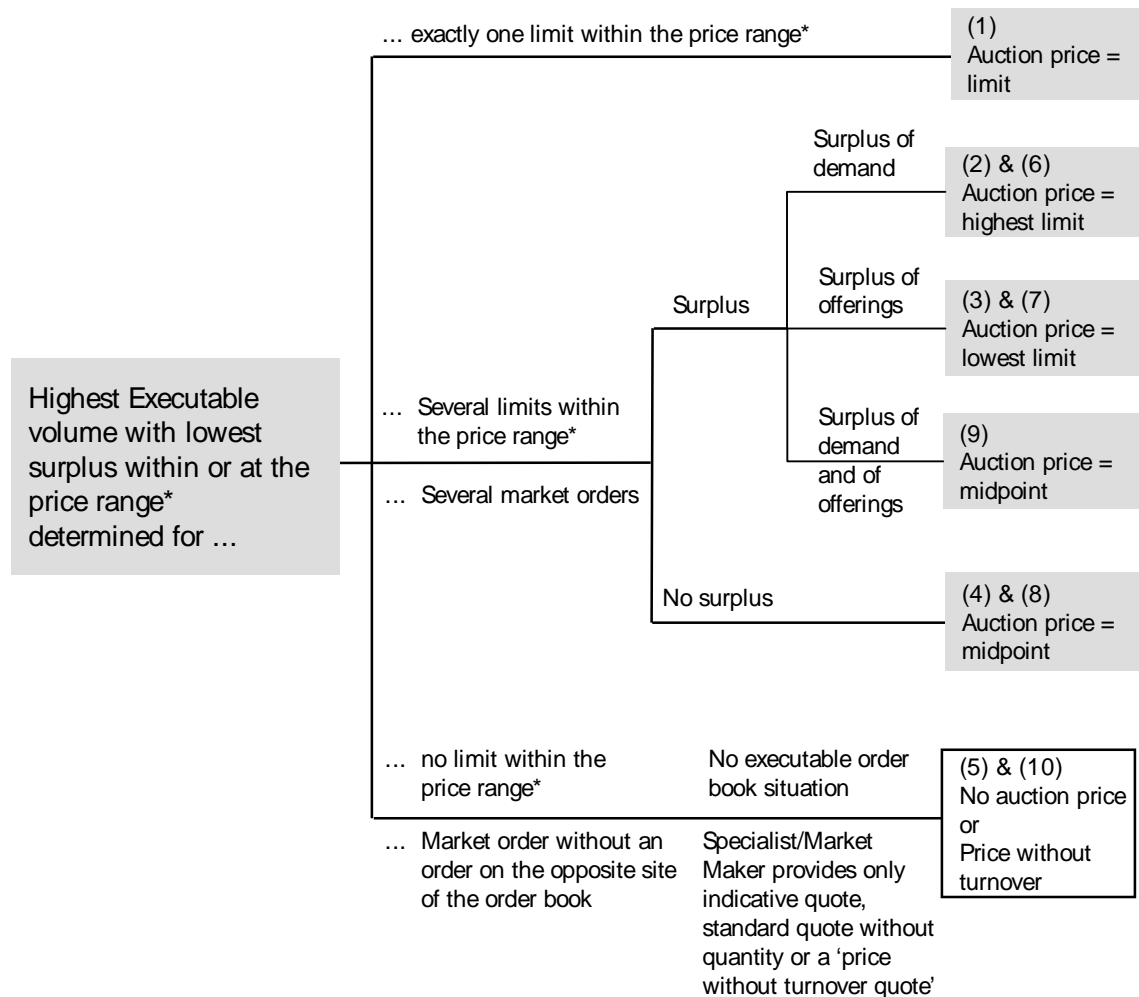 … exactly one limit within the price range*
(1)
Auction price =
limit
Surplus of
demand
(2) & (6)
Auction price =
highest limit
Surplus
Surplus of
offerings
(3) & (7)
Auction price =
lowest limit
Highest Executable
volume with lowest
surplus within or at the
price range*
determined for …
… Several limits within
the price range*
… Several market orders
Surplus of
demand
and of
offerings
(9)
Auction price =
midpoint
No surplus
(4) & (8)
Auction price =
midpoint
… no limit within the
price range*
No executable order
book situation
… Market order without an
order on the opposite site
of the order book
Specialist/Market
Maker provides only
indicative quote,
standard quote without
quantity or a ‘price
without turnover quote’
(5) & (10)
No auction price
or
Price without
turnover